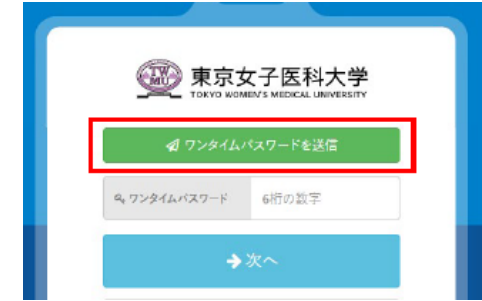 TWMU
東京女子医科大学
TOKYO WOMEN'S MEDICAL UNIVERSITY
ワンタイムパスワードを送信
ワンタイムパスワード 6桁の数字
次へ